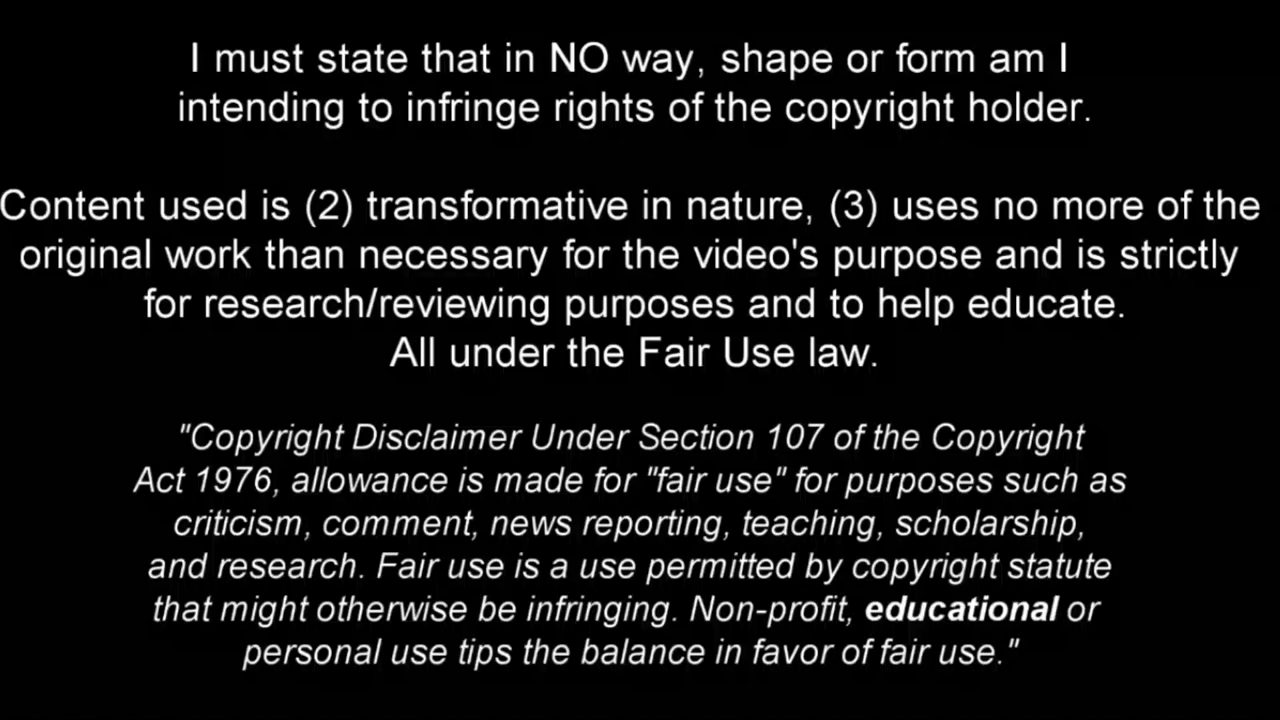 I must state that in NO way, shape or form am I
intending to infringe rights of the copyright holder.
Content used is (2) transformative in nature, (3) uses no more of the
original work than necessary for the video's purpose and is strictly
for research/reviewing purposes and to help educate.
All under the Fair Use law.
"Copyright Disclaimer Under Section 107 of the Copyright
Act 1976, allowance is made for "fair use" for purposes such as
criticism, comment, news reporting, teaching, scholarship,
and research. Fair use is a use permitted by copyright statute
that might otherwise be infringing. Non-profit, educational or
personal use tips the balance in favor of fair use."